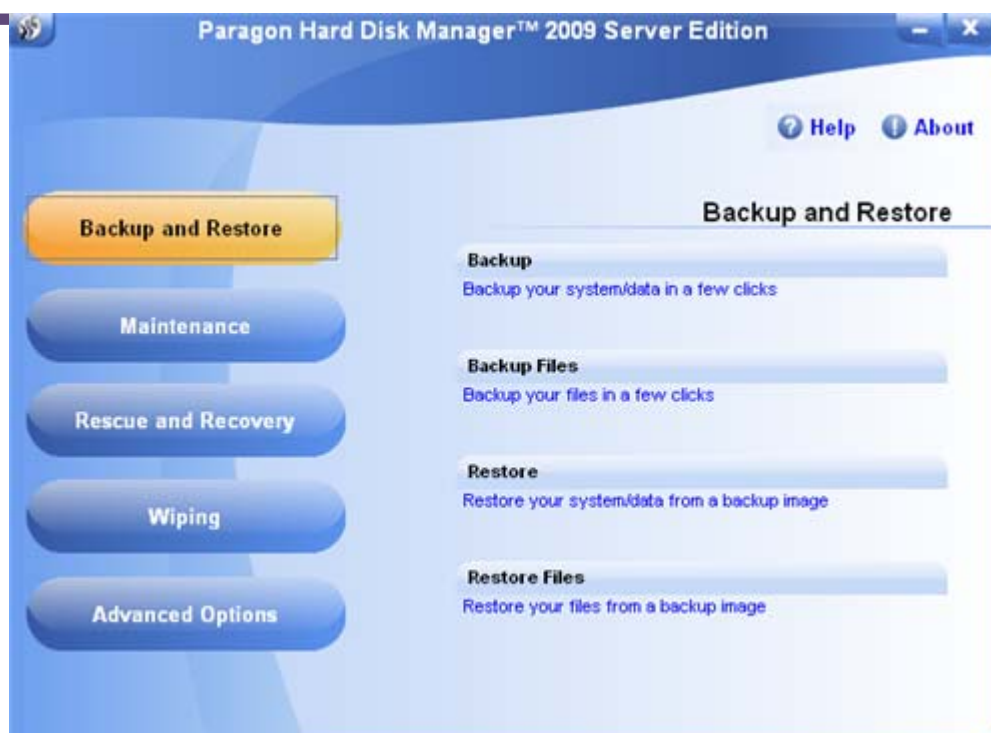 Paragon Hard Disk Manager™ 2009 Server Edition
Help
About
Backup and Restore
Maintenance
Rescue and Recovery
Wiping
Advanced Options
Backup and Restore
Backup
Backup your system/data in a few clicks
Backup Files
Backup your files in a few clicks
Restore
Restore your system/data from a backup image
Restore Files
Restore your files from a backup image